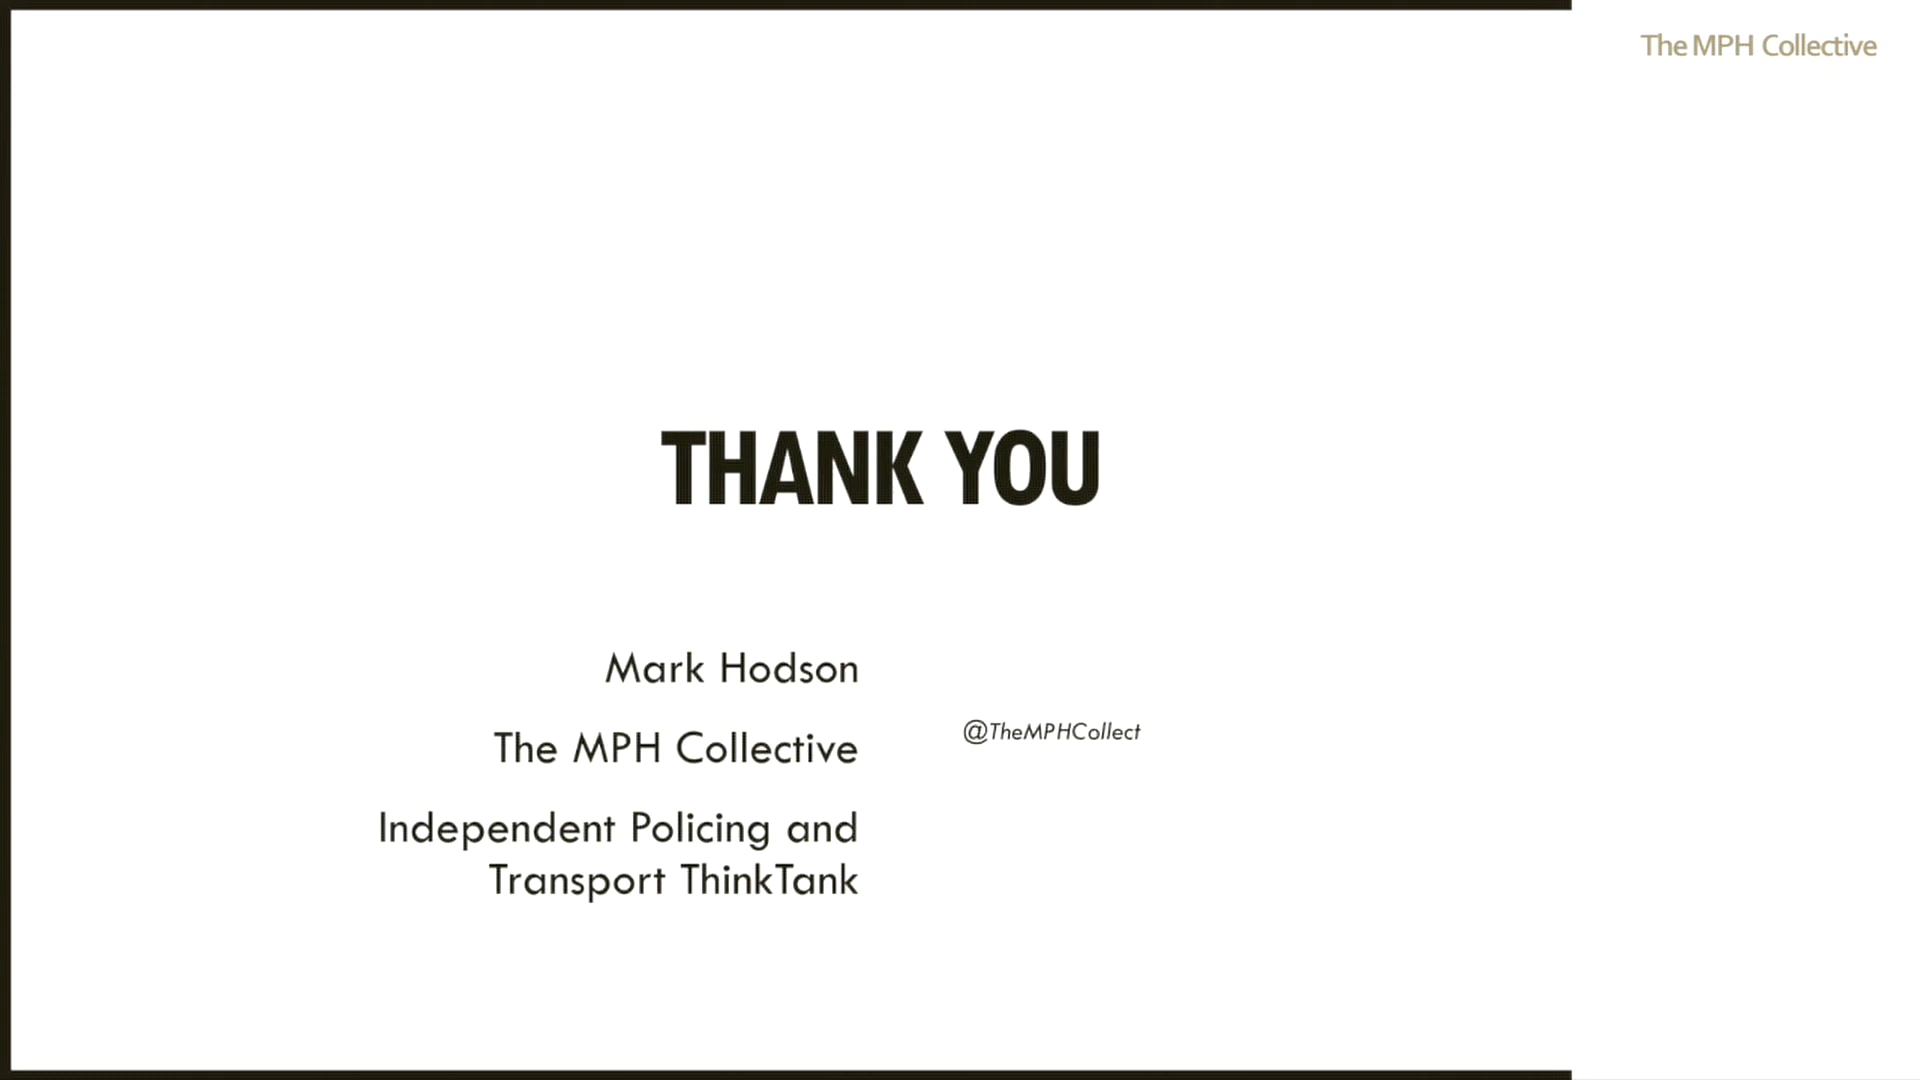 The MPH Collective
THANK YOU
Mark Hodson
The MPH Collective
@TheMPHCollect
Independent Policing and
Transport ThinkTank